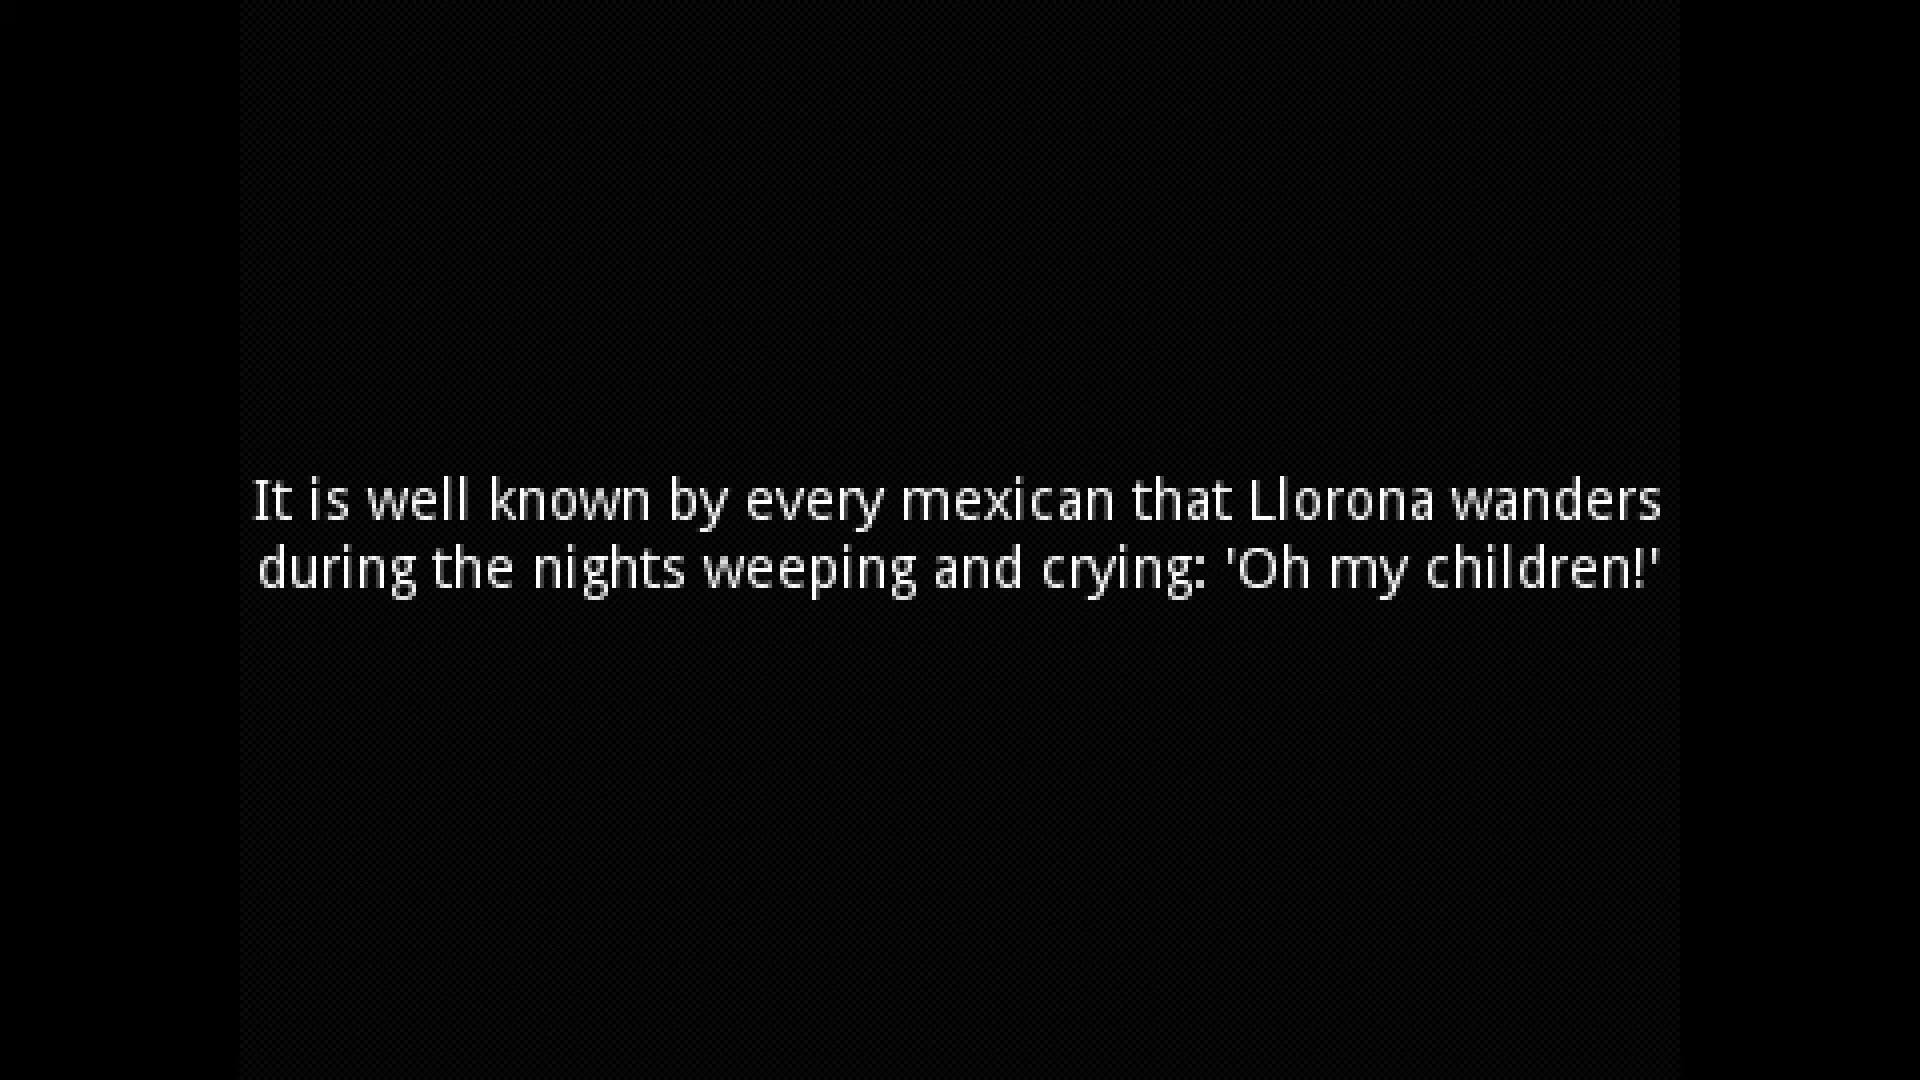 It is well known by every mexican that Llorona wanders
during the nights weeping and crying: 'Oh my children!'